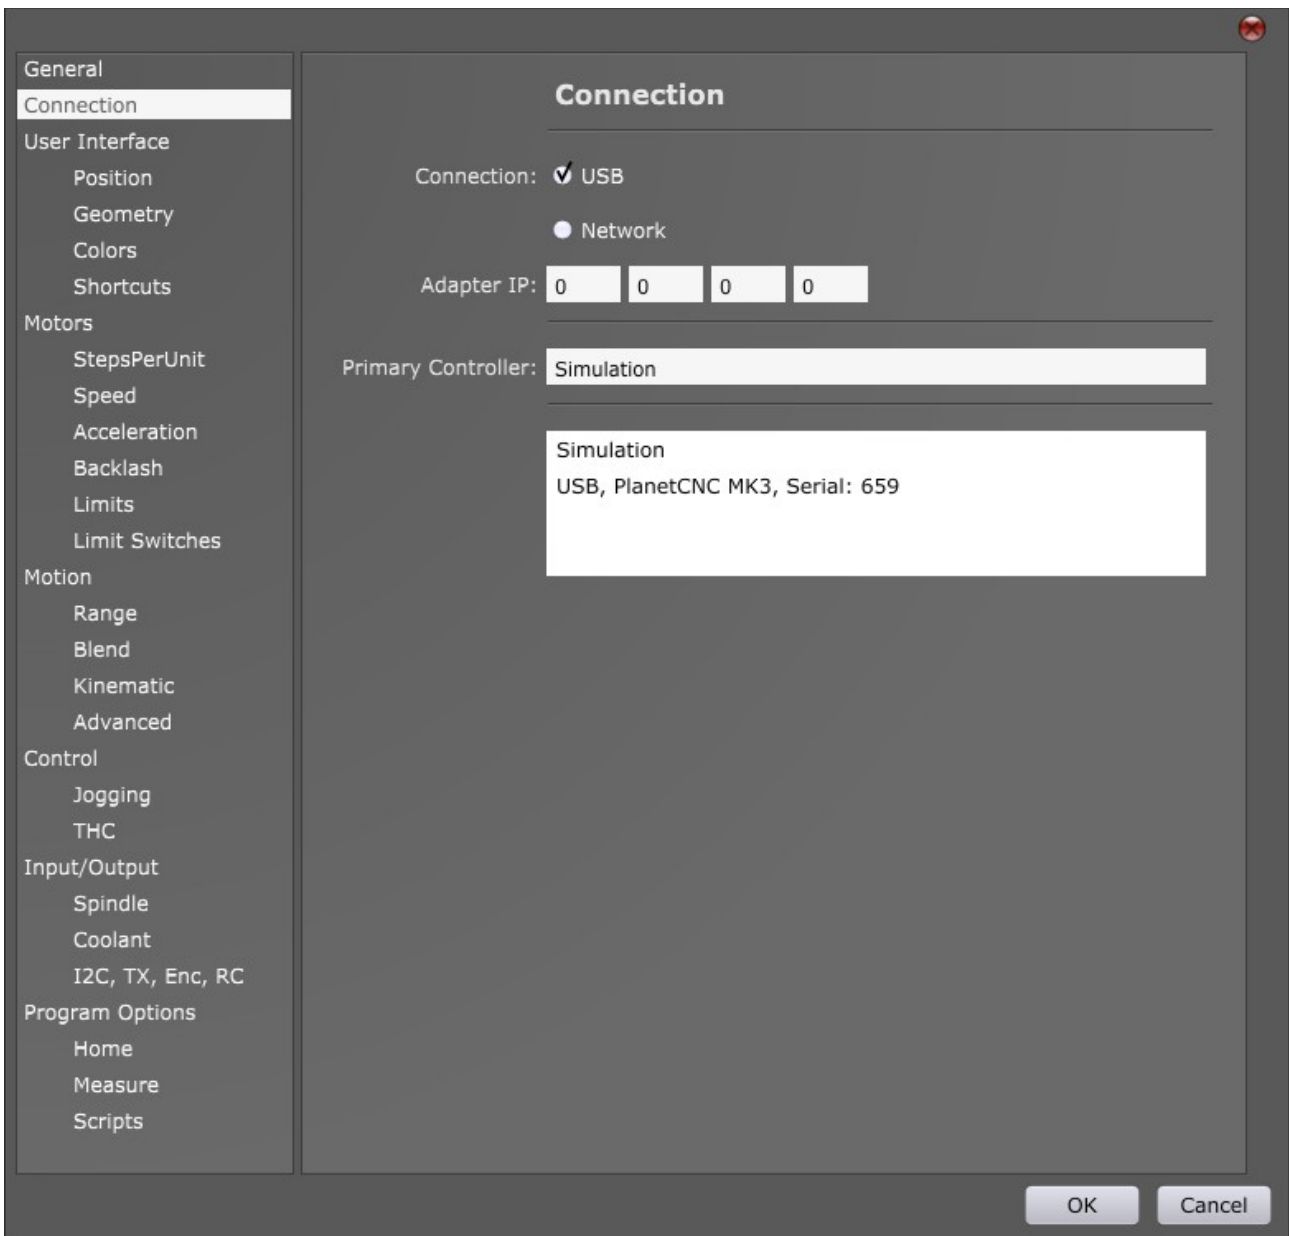 General
Connection
User Interface
Position
Geometry
Colors
Shortcuts
Motors
StepsPerUnit
Speed
Acceleration
Backlash
Limits
Limit Switches
Motion
Range
Blend
Kinematic
Advanced
Control
Jogging
THC
Input/Output
Spindle
Coolant
I2C, TX, Enc, RC
Program Options
Home
Measure
Scripts
Connection
Connection: USB
Network
Adapter IP: 0 0 0 0
Primary Controller: Simulation
Simulation
USB, PlanetCNC MK3, Serial: 659
OK Cancel